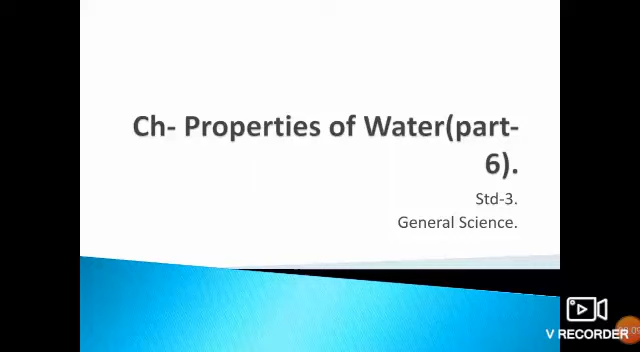 Ch- Properties of Water(part-
6).
Std-3.
General Science.
V RECORDER